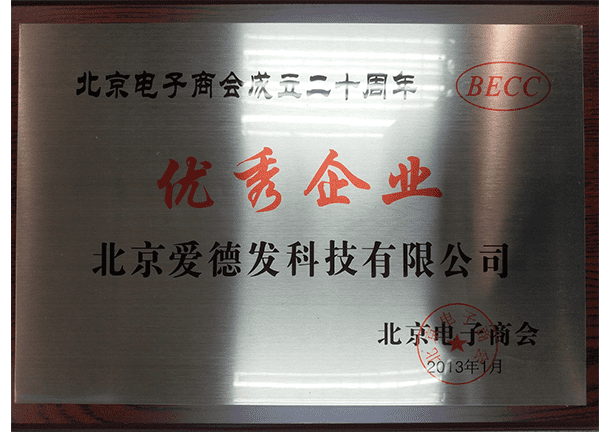 北京电子商会成立二十周年
BECC
优秀企业
北京爱德发科技有限公司
北京电子商会
2013年1月